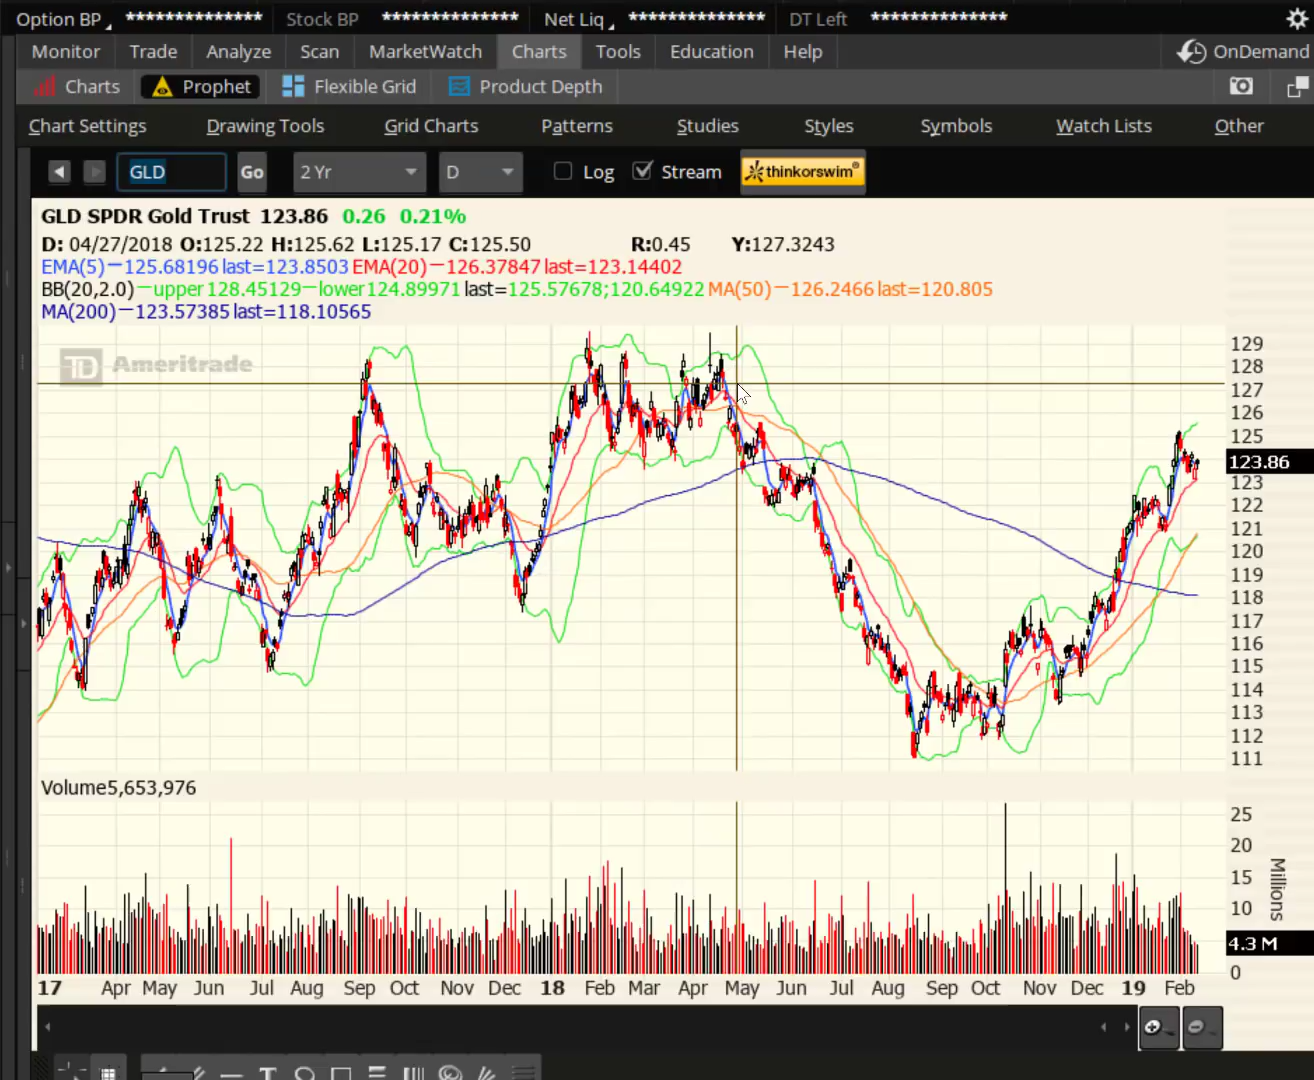 Option BP ************** Stock BP ************** Net Liq ************** DT Left **************
Monitor Trade Analyze Scan MarketWatch Charts Tools Education Help OnDemand
Charts Prophet Flexible Grid Product Depth
Chart Settings Drawing Tools Grid Charts Patterns Studies Styles Symbols Watch Lists Other
GLD Go 2 Yr D Log Stream thinkorswim®
GLD SPDR Gold Trust 123.86 0.26 0.21%
D: 04/27/2018 O:125.22 H:125.62 L:125.17 C:125.50 R:0.45 Y:127.3243
EMA(5)—125.68196 last=123.8503 EMA(20)—126.37847 last=123.14402
BB(20,2.0)—upper128.45129—lower124.89971 last=125.57678;120.64922 MA(50)—126.2466 last=120.805
MA(200)—123.57385 last=118.10565
TD Ameritrade
129
128
127
126
125
123.86
123
122
121
120
119
118
117
116
115
114
113
112
111
Volume5,653,976
25
20
15
10
4.3 M
0
Millions
17 Apr May Jun Jul Aug Sep Oct Nov Dec 18 Feb Mar Apr May Jun Jul Aug Sep Oct Nov Dec 19 Feb
T